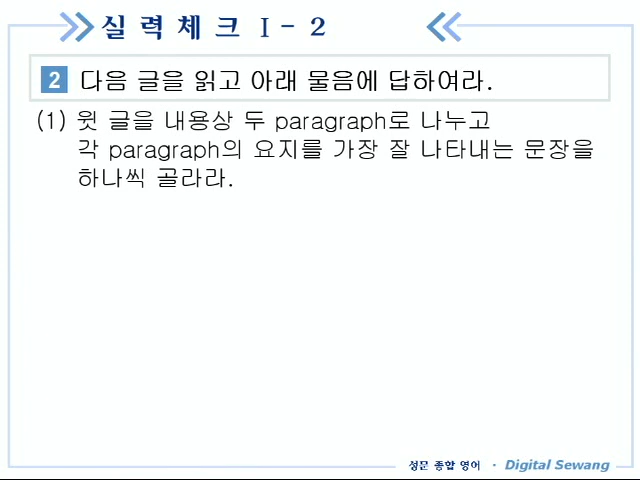 실 력 체 크 Ⅰ - 2
2 다음 글을 읽고 아래 물음에 답하여라.
(1) 윗 글을 내용상 두 paragraph로 나누고
각 paragraph의 요지를 가장 잘 나타내는 문장을
하나씩 골라라.
성문 종합 영어 · Digital Sewang